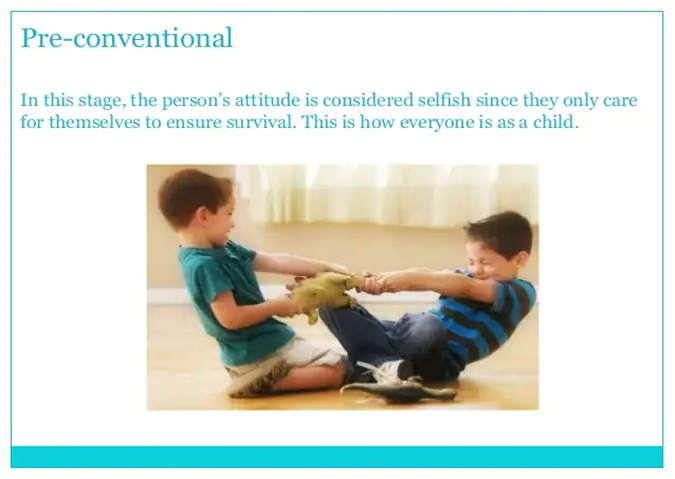 Pre-conventional
In this stage, the person’s attitude is considered selfish since they only care
for themselves to ensure survival. This is how everyone is as a child.